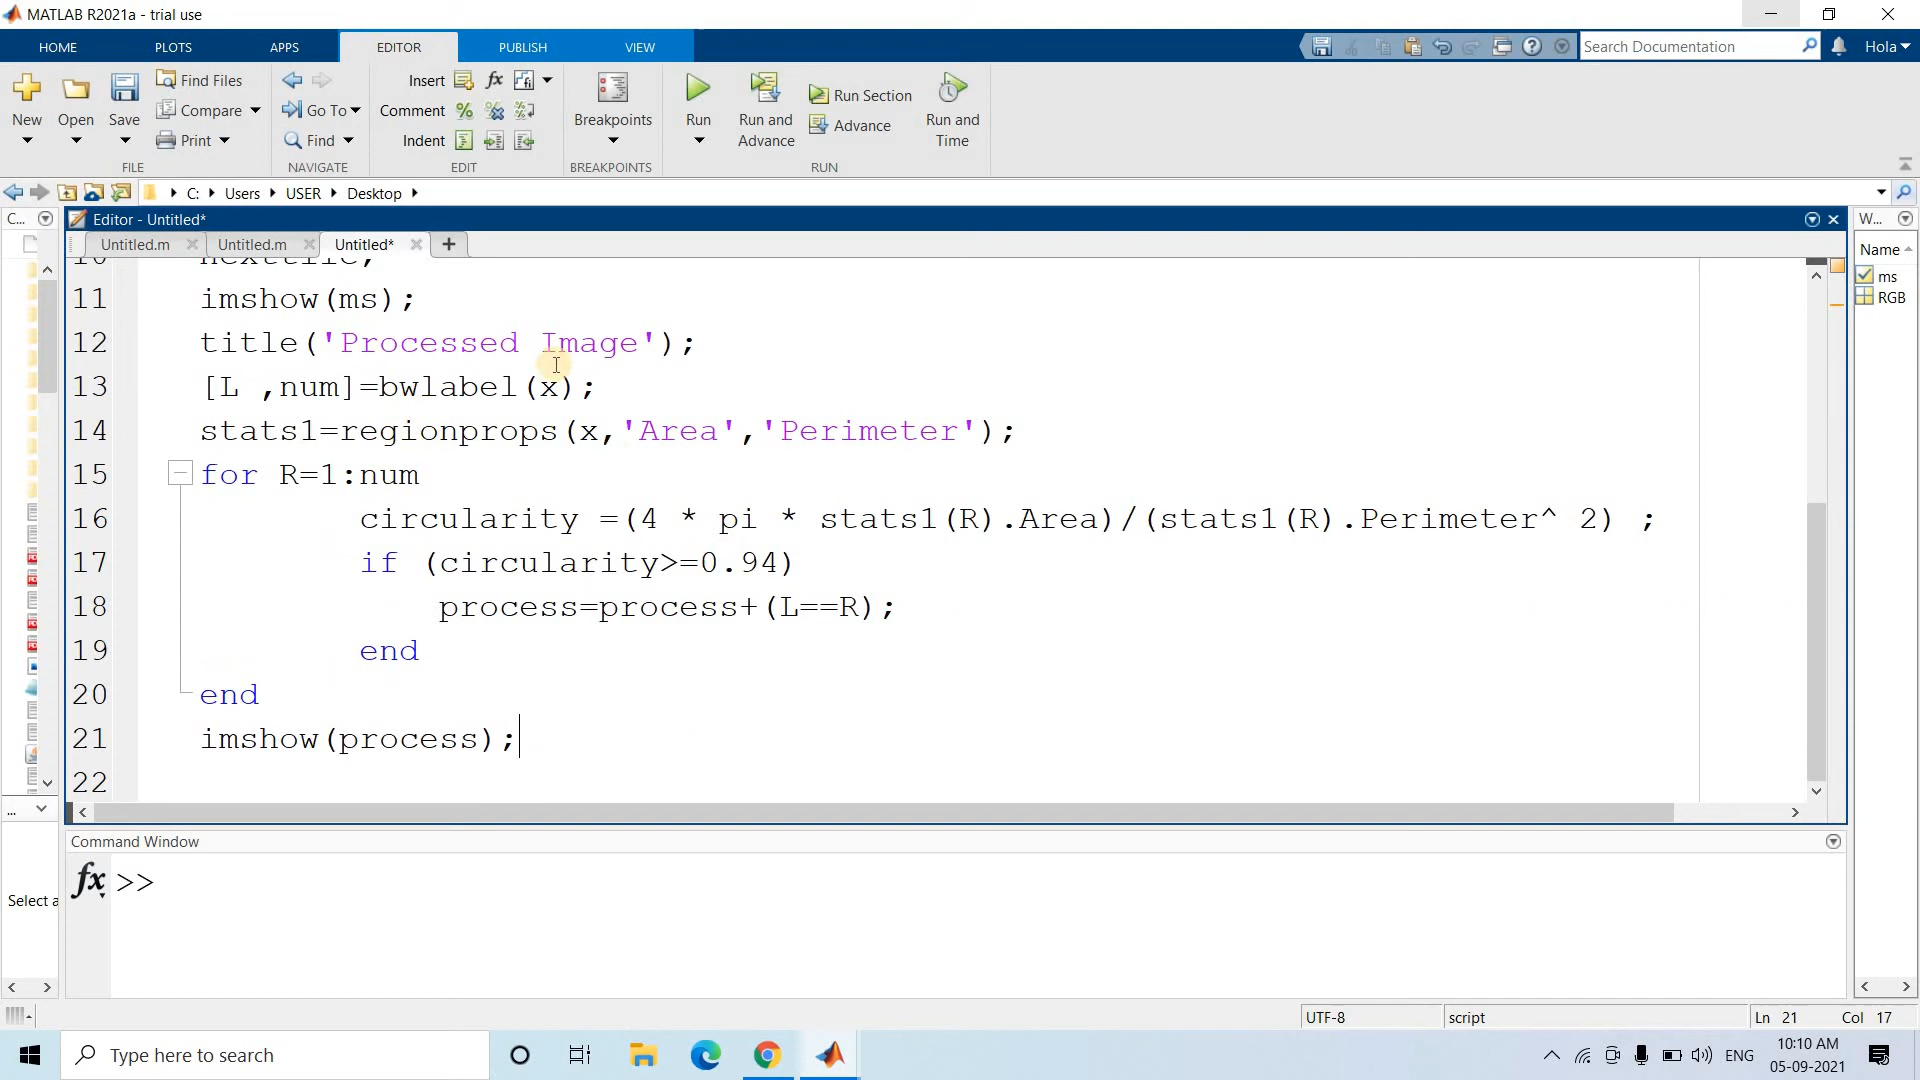 MATLAB R2021a - trial use
HOME PLOTS APPS EDITOR PUBLISH VIEW
Search Documentation
Hola
New Open Save Find Files Compare Print
Go To Find
Insert Comment Indent
Breakpoints
Run Run and Advance Run Section Advance Run and Time
FILE NAVIGATE EDIT BREAKPOINTS RUN
C: Users USER Desktop
C... Editor - Untitled* W...
Untitled.m Untitled.m Untitled* +
Name
ms
RGB
10 nexttile;
11 imshow(ms);
12 title('Processed Image');
13 [L ,num]=bwlabel(x);
14 stats1=regionprops(x,'Area','Perimeter');
15 for R=1:num
16 circularity =(4 * pi * stats1(R).Area)/(stats1(R).Perimeter^ 2) ;
17 if (circularity>=0.94)
18 process=process+(L==R);
19 end
20 end
21 imshow(process);
22
...
Command Window
fx >>
Select a
UTF-8 script Ln 21 Col 17
Type here to search
ENG
10:10 AM
05-09-2021